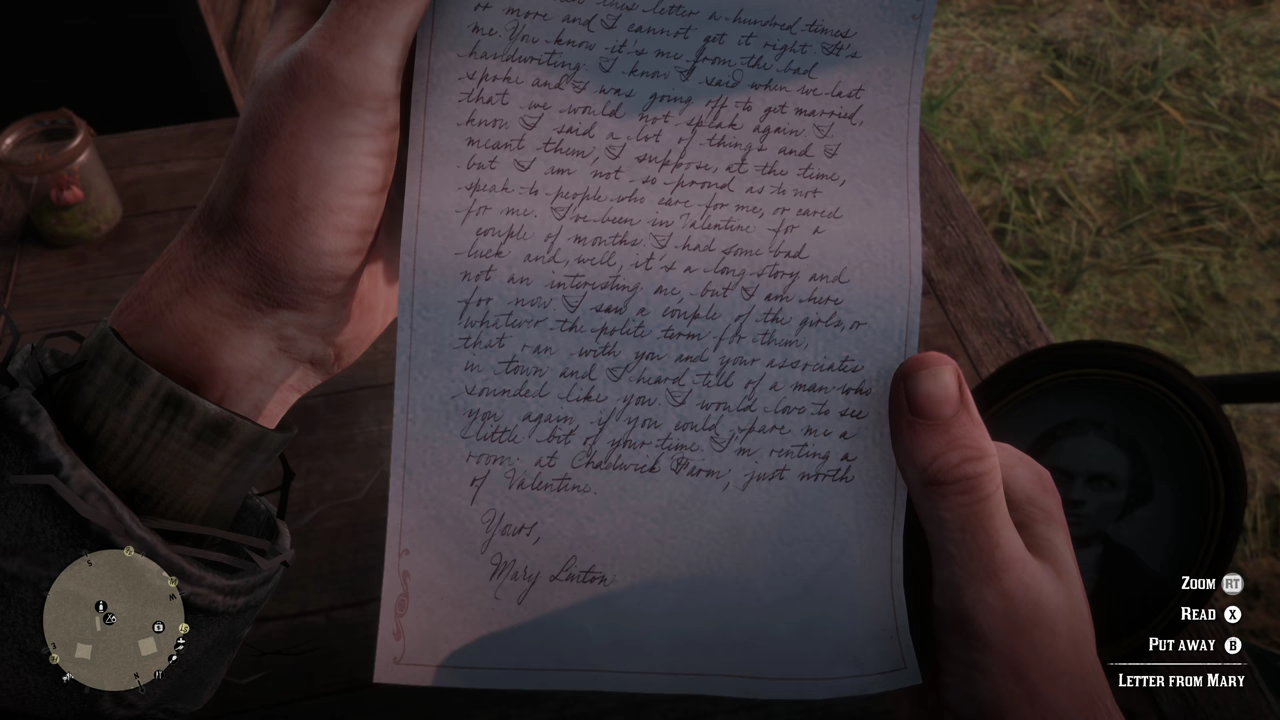 this letter a hundred times
or more and I cannot get it right. It's
me. You know it's me from the bad
handwriting. I know I said when we last
spoke and I was going off to get married,
that we would not speak again. I
know I said a lot of things and I
meant them, I suppose, at the time,
but I am not so proud as to not
speak to people who care for me, or cared
for me. I've been in Valentine for a
couple of months. I had some bad
luck and, well, it's a long story and
not an interesting one, but I am here
for now. I saw a couple of the girls, or
whatever the polite term for them,
that ran with you and your associates
in town and I heard tell of a man who
sounded like you. I would love to see
you again if you could spare me a
little bit of your time. I'm renting a
room at Chadwick Farm, just north
of Valentine.
Yours,
Mary Linton
ZOOM RT
READ X
PUT AWAY B
LETTER FROM MARY
S
W
E
N